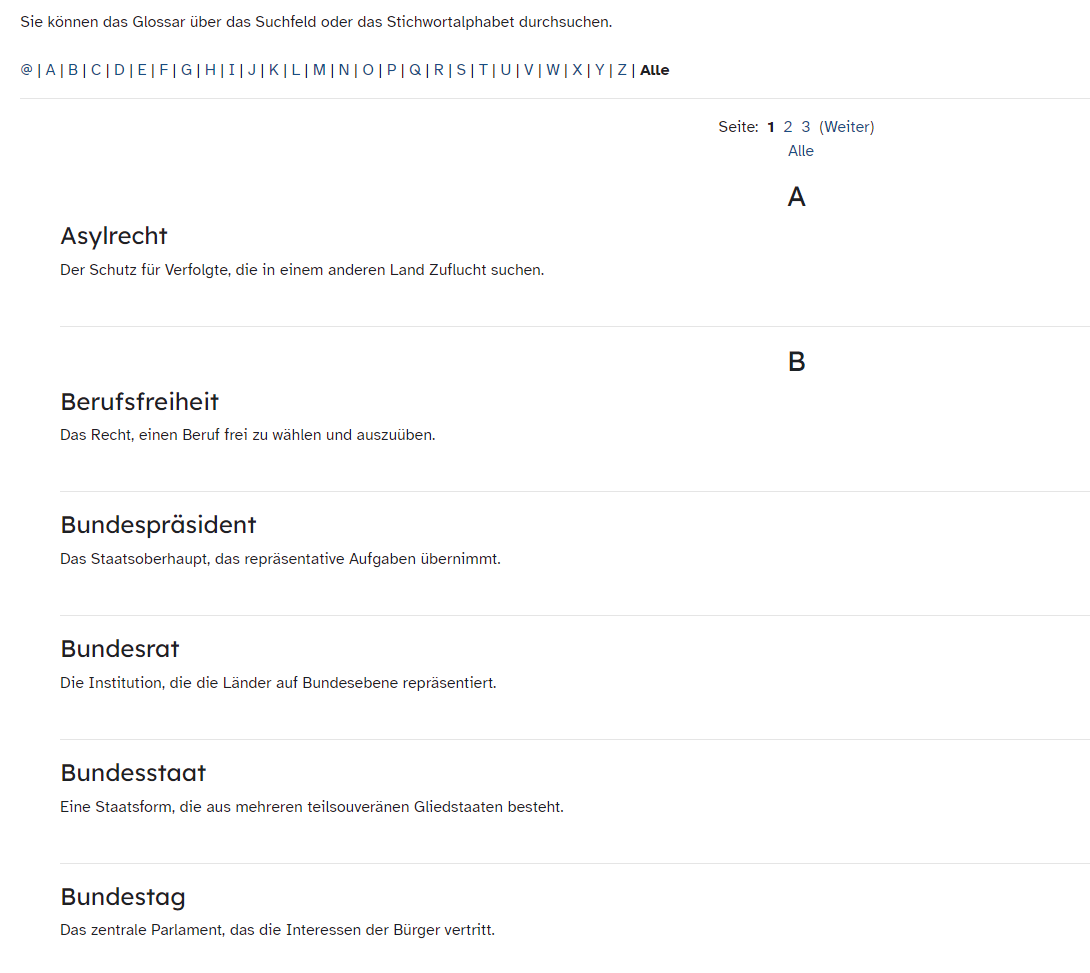 Sie können das Glossar über das Suchfeld oder das Stichwortalphabet durchsuchen.
@ | A | B | C | D | E | F | G | H | I | J | K | L | M | N | O | P | Q | R | S | T | U | V | W | X | Y | Z | Alle
Seite: 1 2 3 (Weiter)
Alle
A
Asylrecht
Der Schutz für Verfolgte, die in einem anderen Land Zuflucht suchen.
B
Berufsfreiheit
Das Recht, einen Beruf frei zu wählen und auszuüben.
Bundespräsident
Das Staatsoberhaupt, das repräsentative Aufgaben übernimmt.
Bundesrat
Die Institution, die die Länder auf Bundesebene repräsentiert.
Bundesstaat
Eine Staatsform, die aus mehreren teilsouveränen Gliedstaaten besteht.
Bundestag
Das zentrale Parlament, das die Interessen der Bürger vertritt.